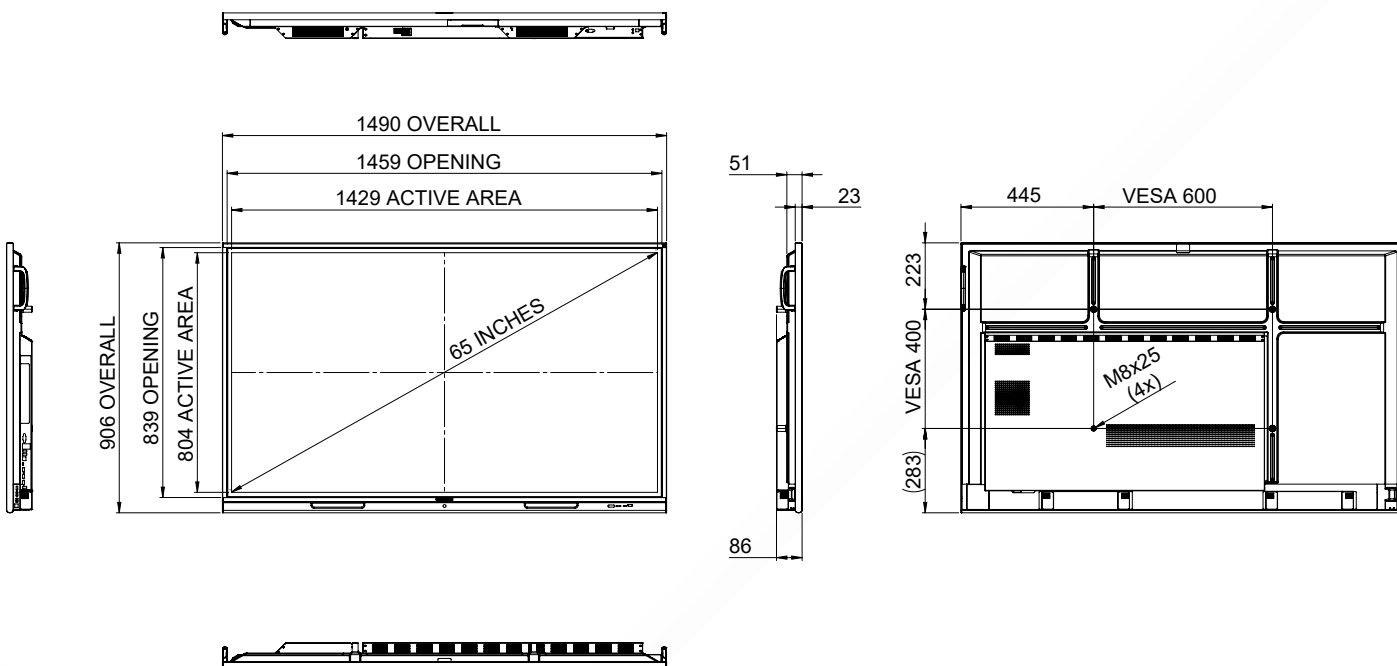 1490 OVERALL
1459 OPENING
1429 ACTIVE AREA
906 OVERALL
839 OPENING
804 ACTIVE AREA
65 INCHES
51
23
86
445
VESA 600
223
VESA 400
(283)
M8x25
(4x)